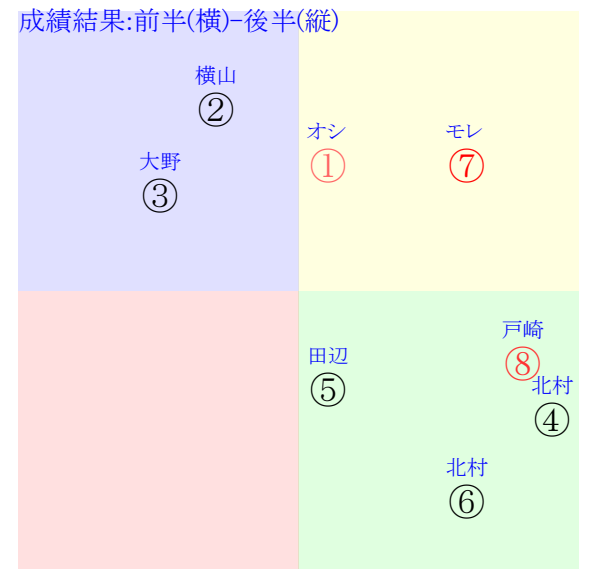 成績結果:前半(横)-後半(縦)
横山
②
オシ
①
モレ
⑦
大野
③
戸崎
⑧
田辺
⑤
北村
④
北村
⑥